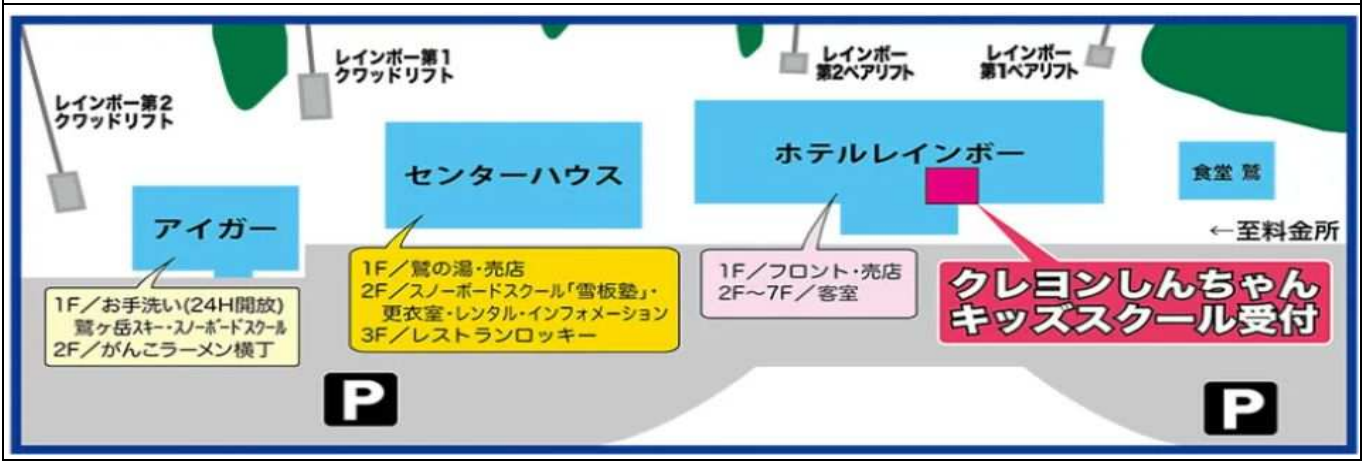 レインボー第1
クワッドリフト
レインボー
第2ペアリフト
レインボー
第1ペアリフト
レインボー第2
クワッドリフト
ホテルレインボー
センターハウス
食堂 鷲
アイガー
←至料金所
1F/お手洗い(24H開放)
鷲ヶ岳スキー・スノーボードスクール
2F/がんこラーメン横丁
1F/鷲の湯・売店
2F/スノーボードスクール「雪板塾」・
更衣室・レンタル・インフォメーション
3F/レストランロッキー
1F/フロント・売店
2F～7F/客室
クレヨンしんちゃん
キッズスクール受付
P
P